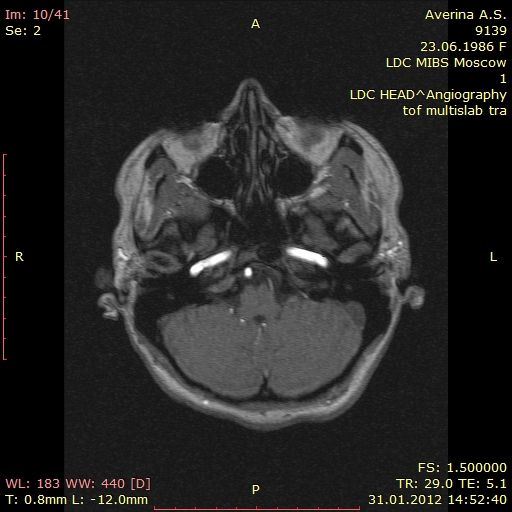 Im: 10/41
Se: 2
A
Averina A.S.
9139
23.06.1986 F
LDC MIBS Moscow
1
LDC HEAD^Angiography
tof multislab tra
R
L
WL: 183 WW: 440 [D]
T: 0.8mm L: -12.0mm
P
FS: 1.500000
TR: 29.0 TE: 5.1
31.01.2012 14:52:40